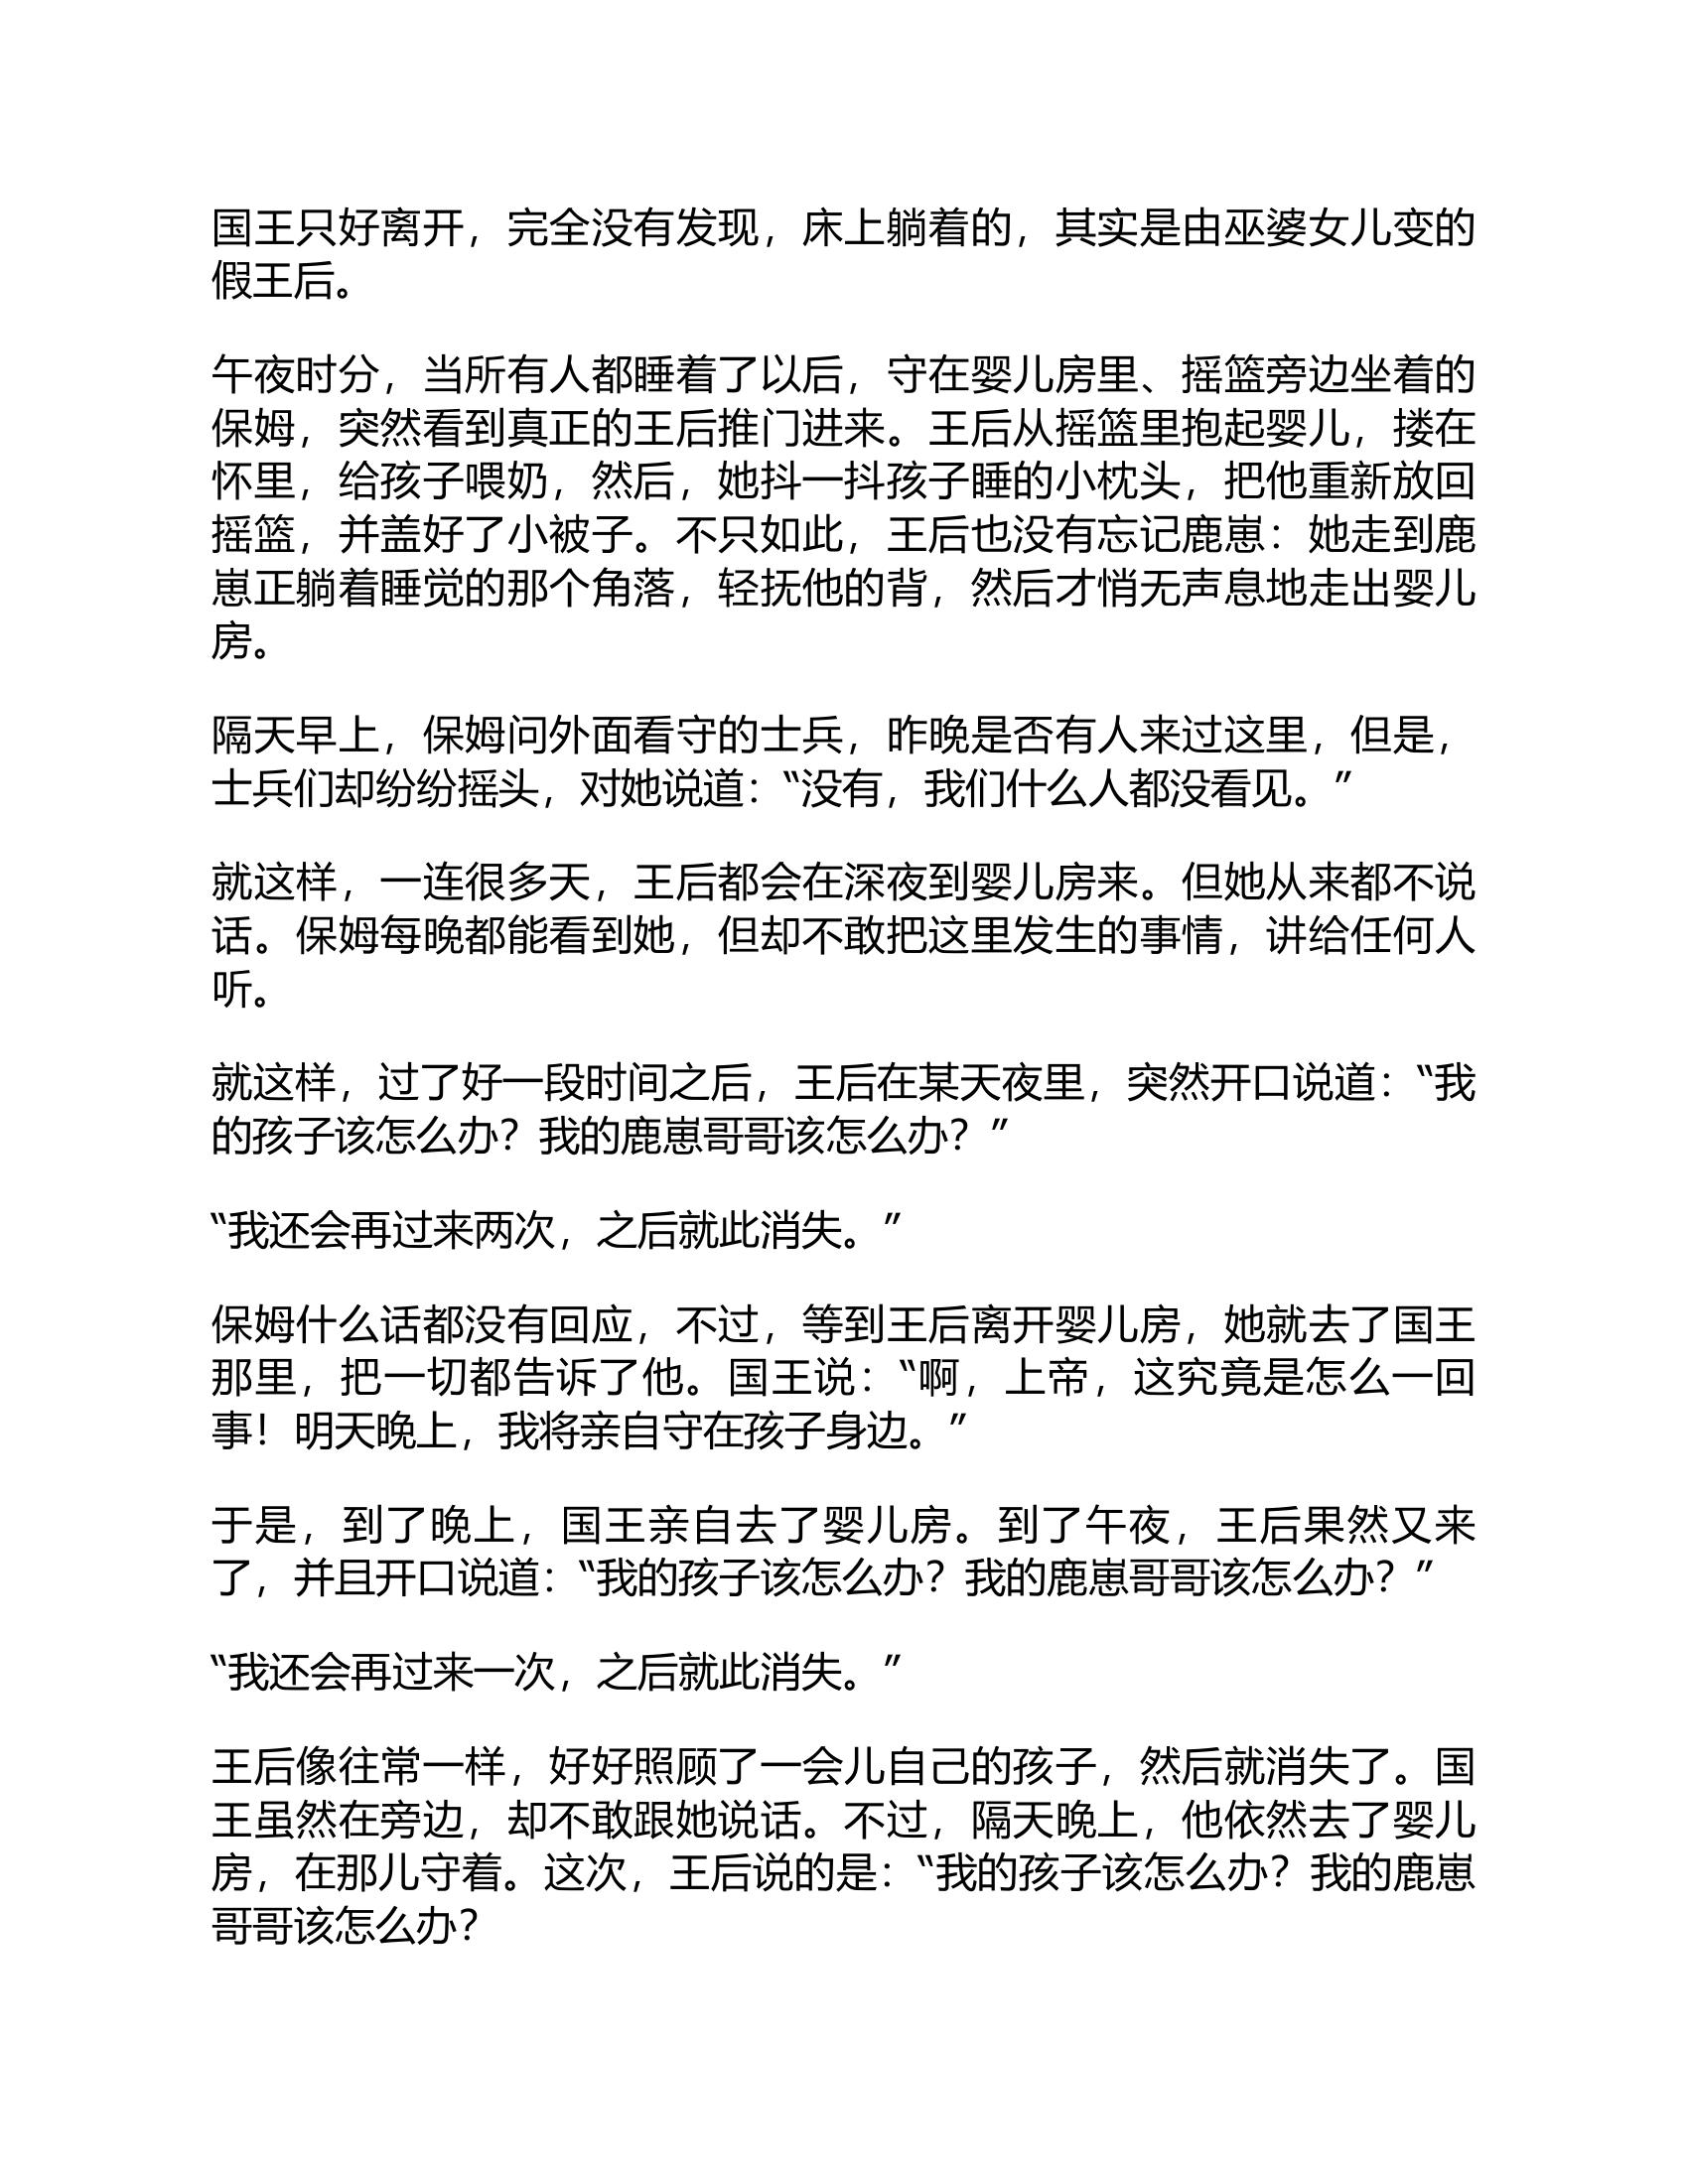 国王只好离开，完全没有发现，床上躺着的，其实是由巫婆女儿变的
假王后。
午夜时分，当所有人都睡着了以后，守在婴儿房里、摇篮旁边坐着的
保姆，突然看到真正的王后推门进来。王后从摇篮里抱起婴儿，搂在
怀里，给孩子喂奶，然后，她抖一抖孩子睡的小枕头，把他重新放回
摇篮，并盖好了小被子。不只如此，王后也没有忘记鹿崽：她走到鹿
崽正躺着睡觉的那个角落，轻抚他的背，然后才悄无声息地走出婴儿
房。
隔天早上，保姆问外面看守的士兵，昨晚是否有人来过这里，但是，
士兵们却纷纷摇头，对她说道：“没有，我们什么人都没看见。”
就这样，一连很多天，王后都会在深夜到婴儿房来。但她从来都不说
话。保姆每晚都能看到她，但却不敢把这里发生的事情，讲给任何人
听。
就这样，过了好一段时间之后，王后在某天夜里，突然开口说道：“我
的孩子该怎么办？我的鹿崽哥哥该怎么办？”
“我还会再过来两次，之后就此消失。”
保姆什么话都没有回应，不过，等到王后离开婴儿房，她就去了国王
那里，把一切都告诉了他。国王说：“啊，上帝，这究竟是怎么一回
事！明天晚上，我将亲自守在孩子身边。”
于是，到了晚上，国王亲自去了婴儿房。到了午夜，王后果然又来
了，并且开口说道：“我的孩子该怎么办？我的鹿崽哥哥该怎么办？”
“我还会再过来一次，之后就此消失。”
王后像往常一样，好好照顾了一会儿自己的孩子，然后就消失了。国
王虽然在旁边，却不敢跟她说话。不过，隔天晚上，他依然去了婴儿
房，在那儿守着。这次，王后说的是：“我的孩子该怎么办？我的鹿崽
哥哥该怎么办？